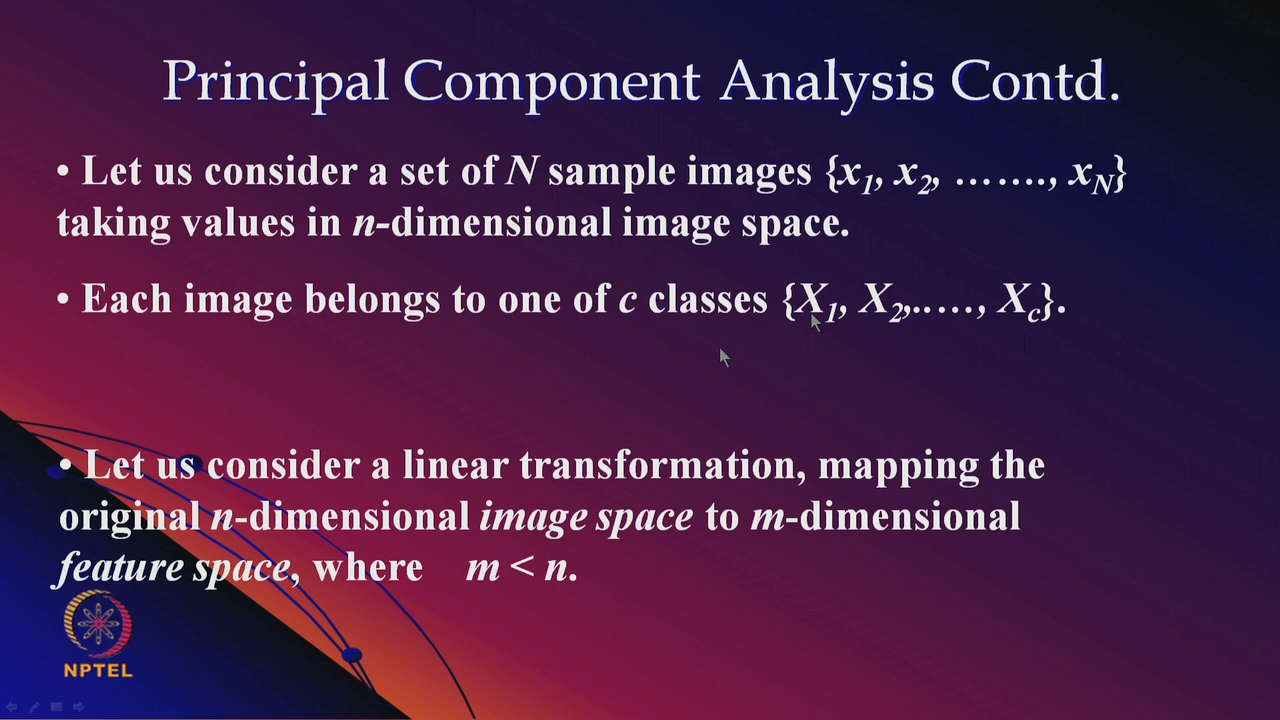 Principal Component Analysis Contd.
• Let us consider a set of N sample images {x1, x2, ……., xN}
taking values in n-dimensional image space.
• Each image belongs to one of c classes {X1, X2,.…., Xc}.
• Let us consider a linear transformation, mapping the
original n-dimensional image space to m-dimensional
feature space, where m < n.
NPTEL